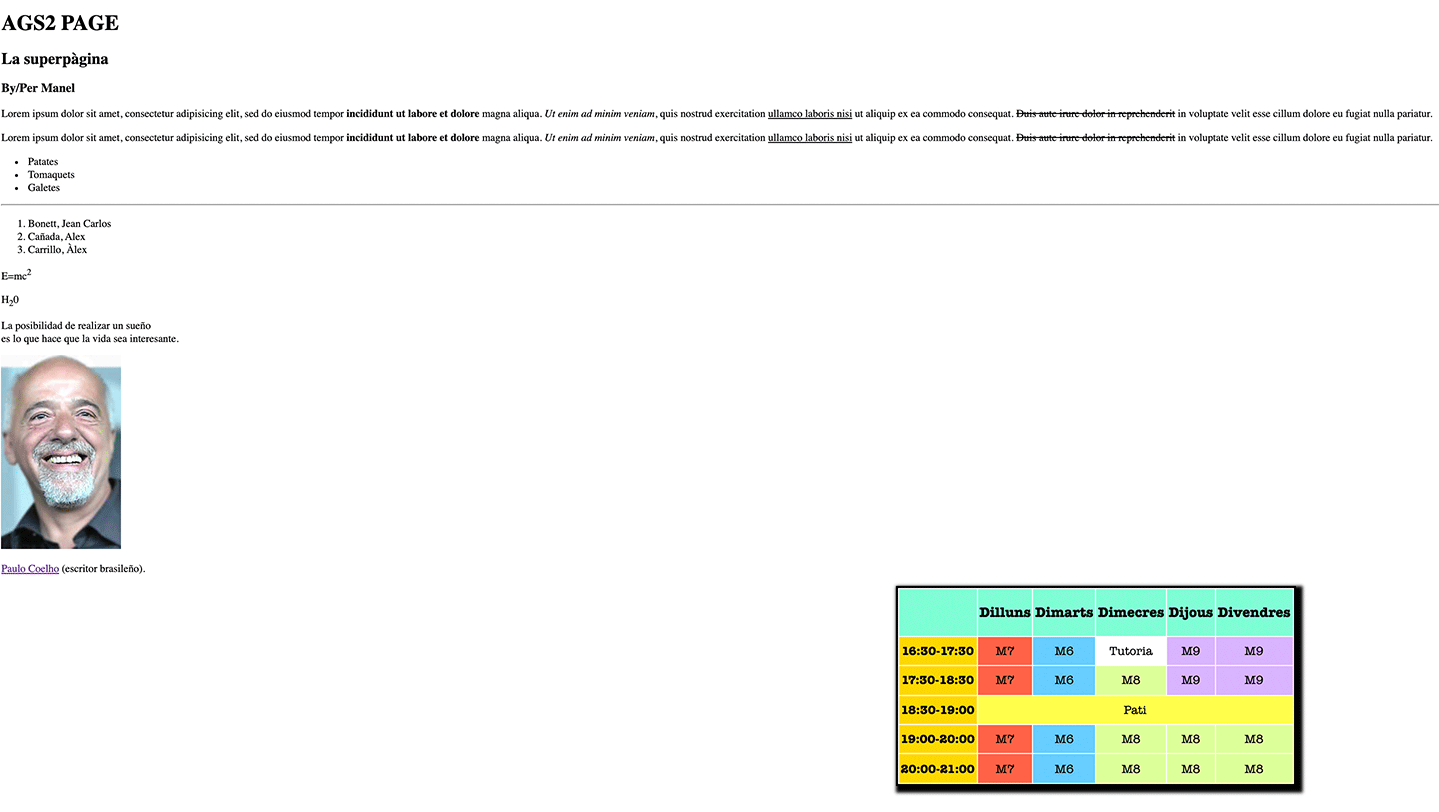 AGS2 PAGE
La superpàgina
By/Per Manel
Lorem ipsum dolor sit amet, consectetur adipisicing elit, sed do eiusmod tempor incididunt ut labore et dolore magna aliqua. Ut enim ad minim veniam, quis nostrud exercitation ullamco laboris nisi ut aliquip ex ea commodo consequat. Duis aute irure dolor in reprehenderit in voluptate velit esse cillum dolore eu fugiat nulla pariatur.
Lorem ipsum dolor sit amet, consectetur adipisicing elit, sed do eiusmod tempor incididunt ut labore et dolore magna aliqua. Ut enim ad minim veniam, quis nostrud exercitation ullamco laboris nisi ut aliquip ex ea commodo consequat. Duis aute irure dolor in reprehenderit in voluptate velit esse cillum dolore eu fugiat nulla pariatur.
• Patates
• Tomaquets
• Galetes
1. Bonett, Jean Carlos
2. Cañada, Alex
3. Carrillo, Àlex
E=mc²
H₂0
La posibilidad de realizar un sueño
es lo que hace que la vida sea interesante.
Paulo Coelho (escritor brasileño).
Dilluns Dimarts Dimecres Dijous Divendres
16:30-17:30 M7 M6 Tutoria M9 M9
17:30-18:30 M7 M6 M8 M9 M9
18:30-19:00 Pati
19:00-20:00 M7 M6 M8 M8 M8
20:00-21:00 M7 M6 M8 M8 M8